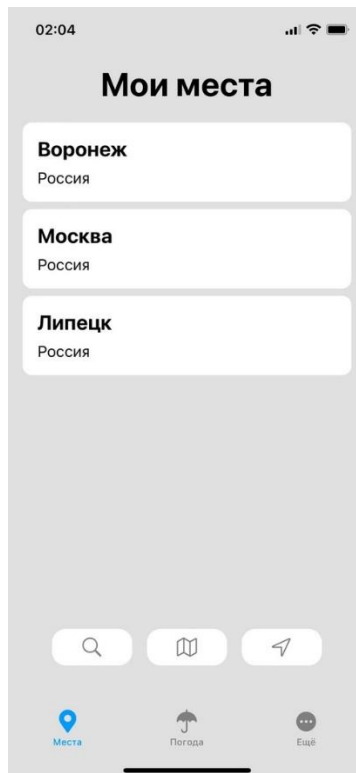 02:04
Мои места
Воронеж
Россия
Москва
Россия
Липецк
Россия
Места
Погода
Ещё